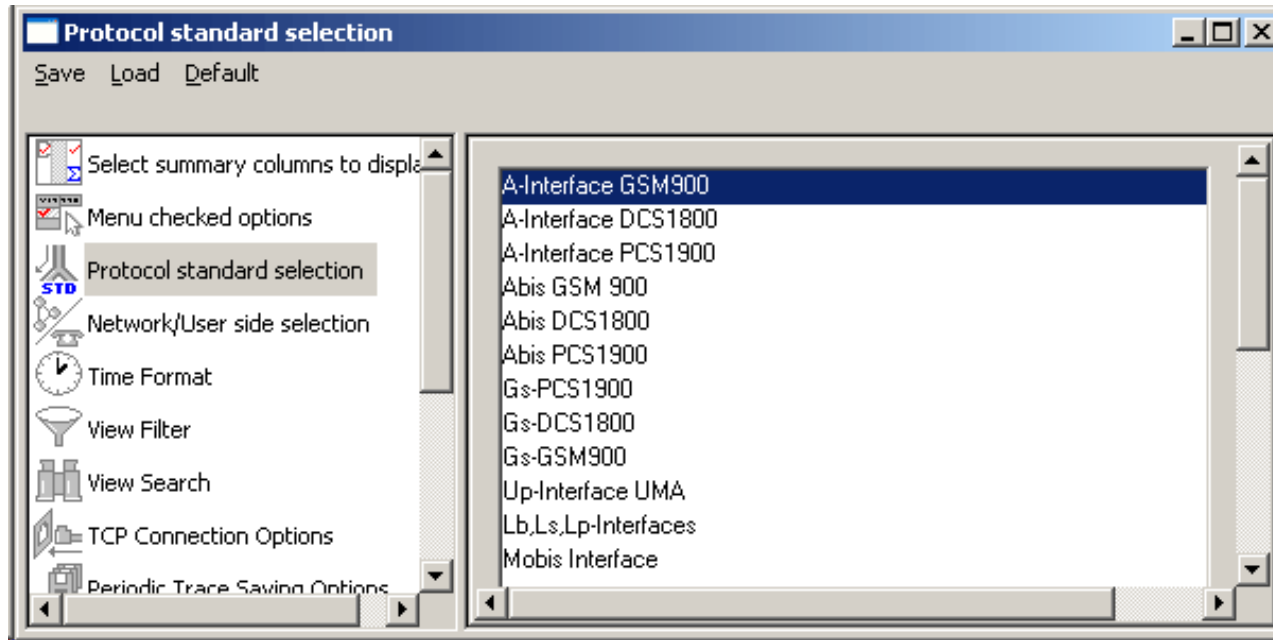 Protocol standard selection
Save Load Default
Select summary columns to displa
Menu checked options
Protocol standard selection
STD
Network/User side selection
Time Format
View Filter
View Search
TCP Connection Options
Periodic Trace Saving Options
A-Interface GSM900
A-Interface DCS1800
A-Interface PCS1900
Abis GSM 900
Abis DCS1800
Abis PCS1900
Gs-PCS1900
Gs-DCS1800
Gs-GSM900
Up-Interface UMA
Lb,Ls,Lp-Interfaces
Mobis Interface